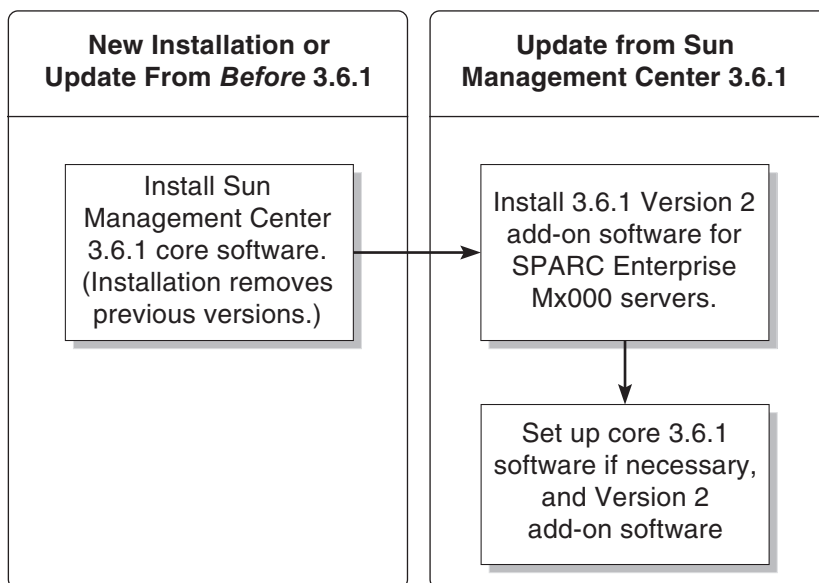 New Installation or
Update From Before 3.6.1
Install Sun
Management Center
3.6.1 core software.
(Installation removes
previous versions.)
Update from Sun
Management Center 3.6.1
Install 3.6.1 Version 2
add-on software for
SPARC Enterprise
Mx000 servers.
Set up core 3.6.1
software if necessary,
and Version 2
add-on software